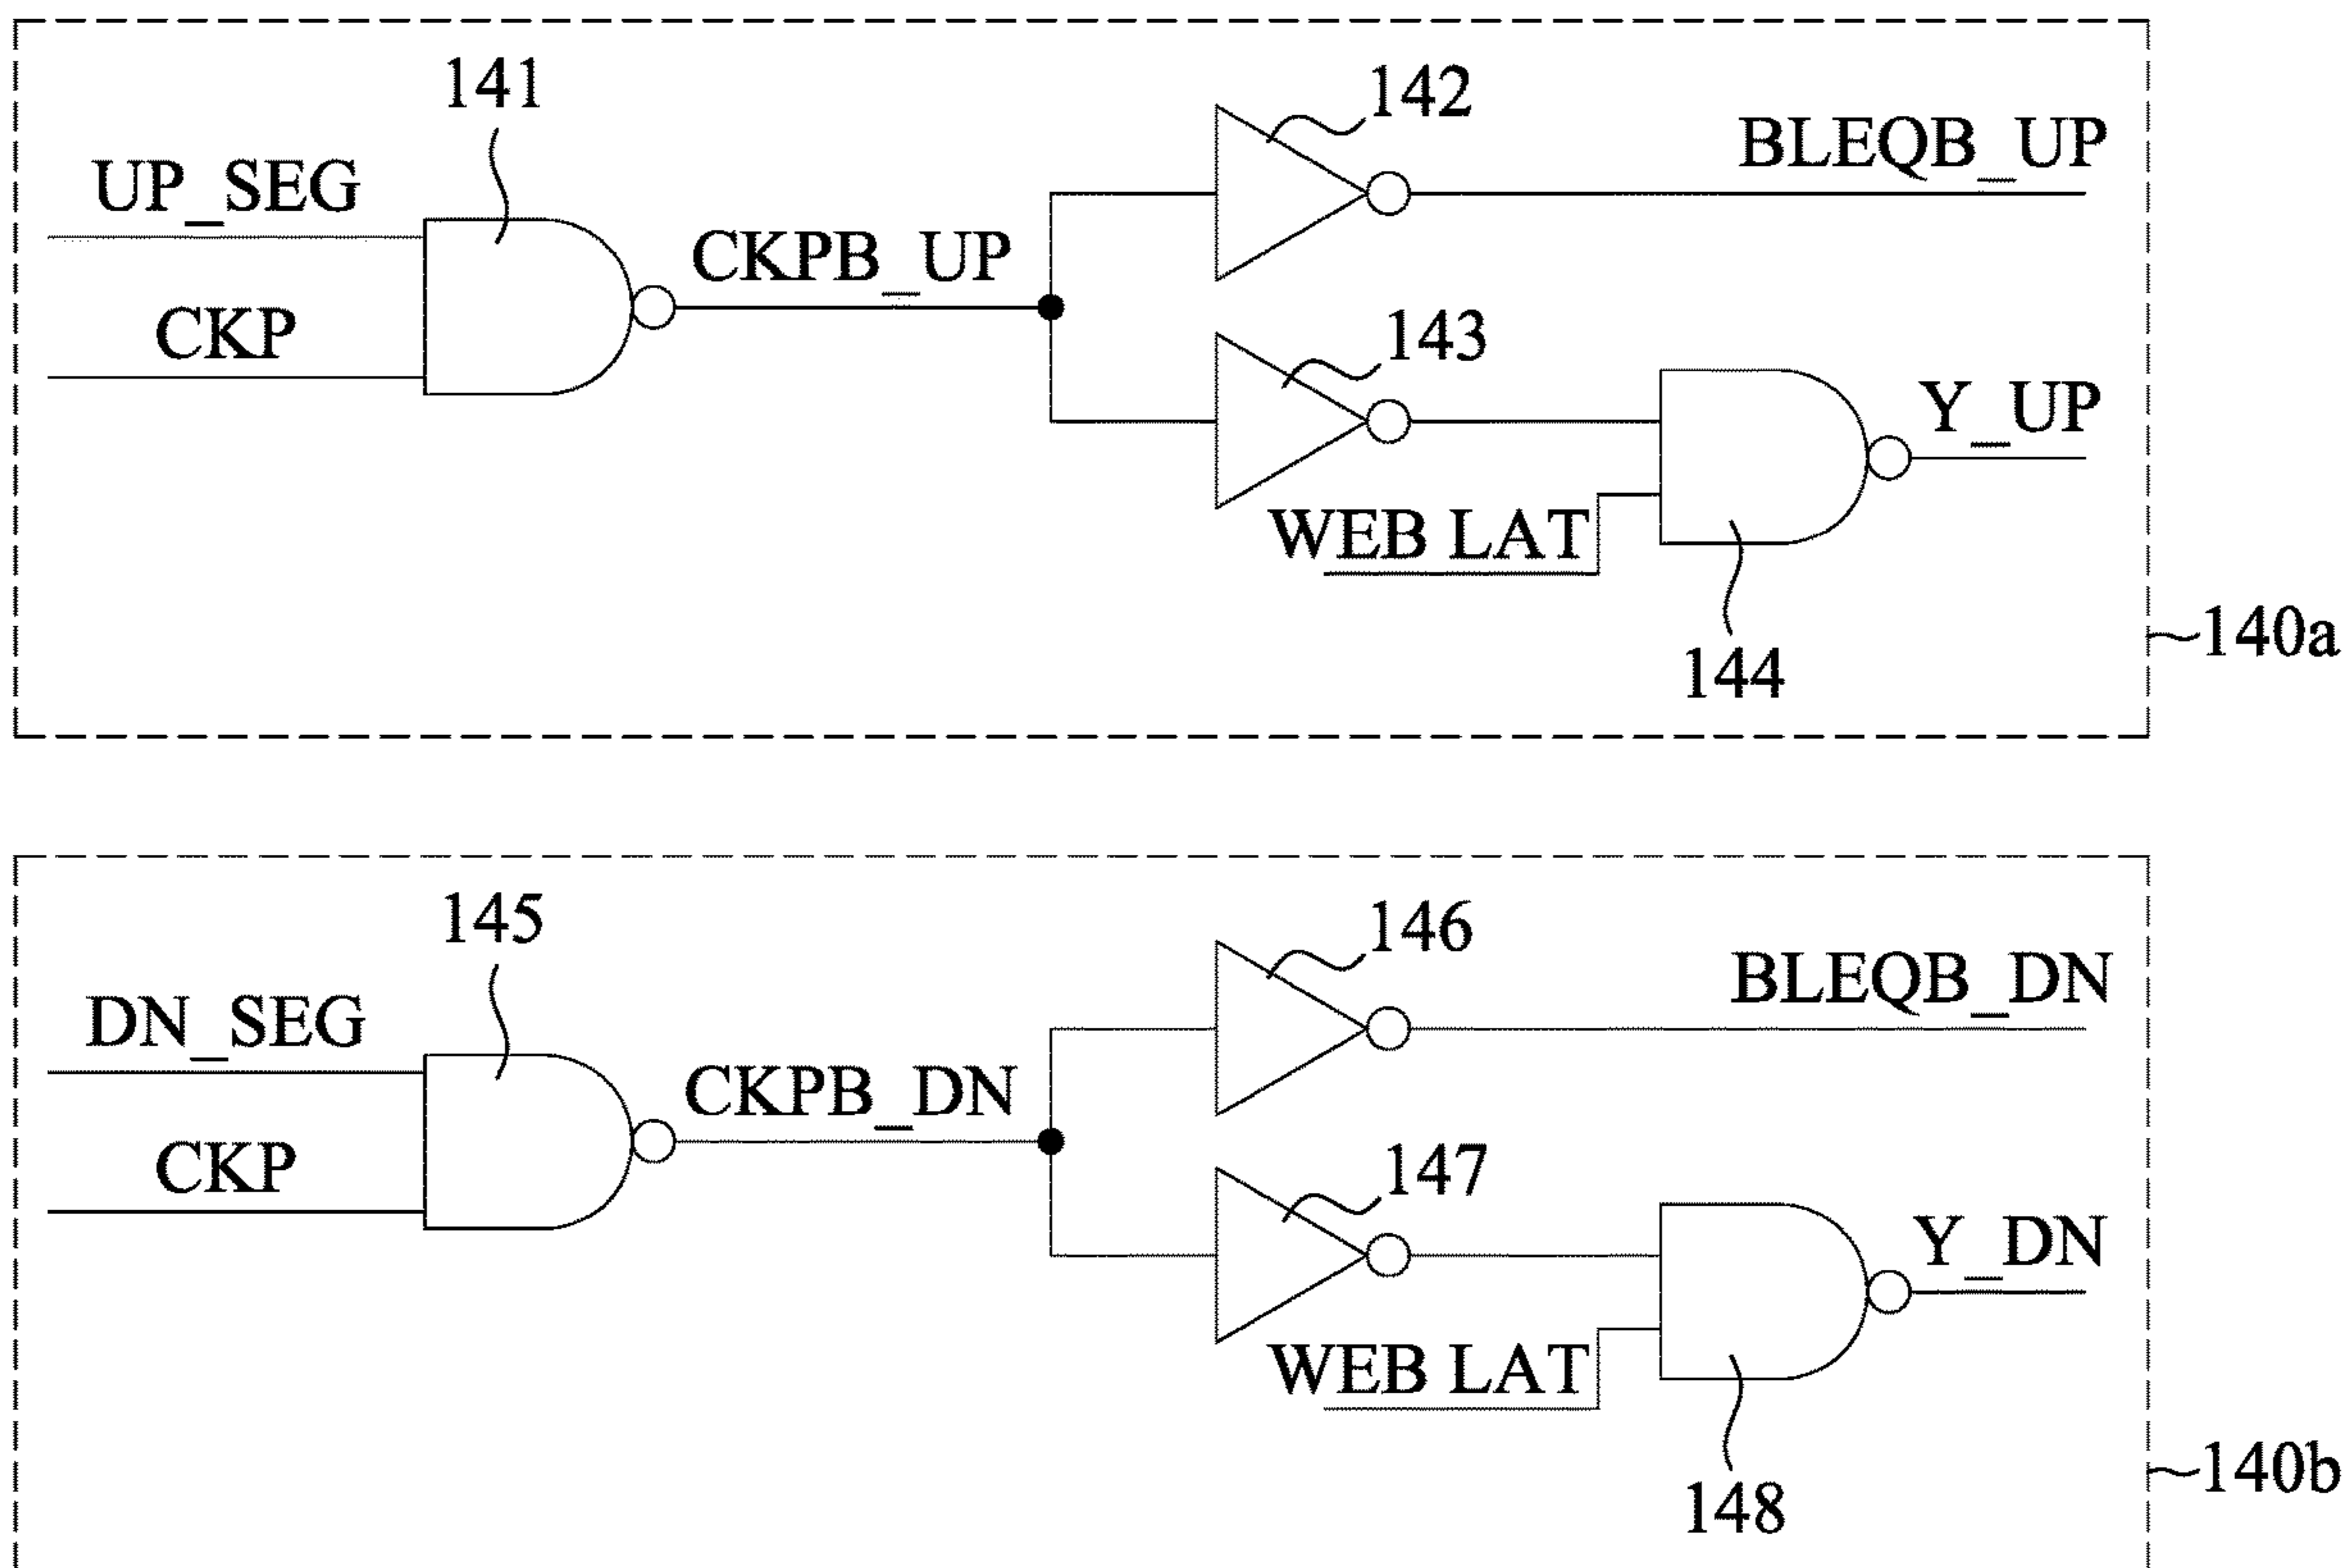 141
142
BLEQB_UP
UP_SEG
CKPB_UP
CKP
143
Y_UP
WEB LAT
140a
144
145
146
BLEQB_DN
DN_SEG
CKPB_DN
CKP
147
Y_DN
WEB LAT
140b
148